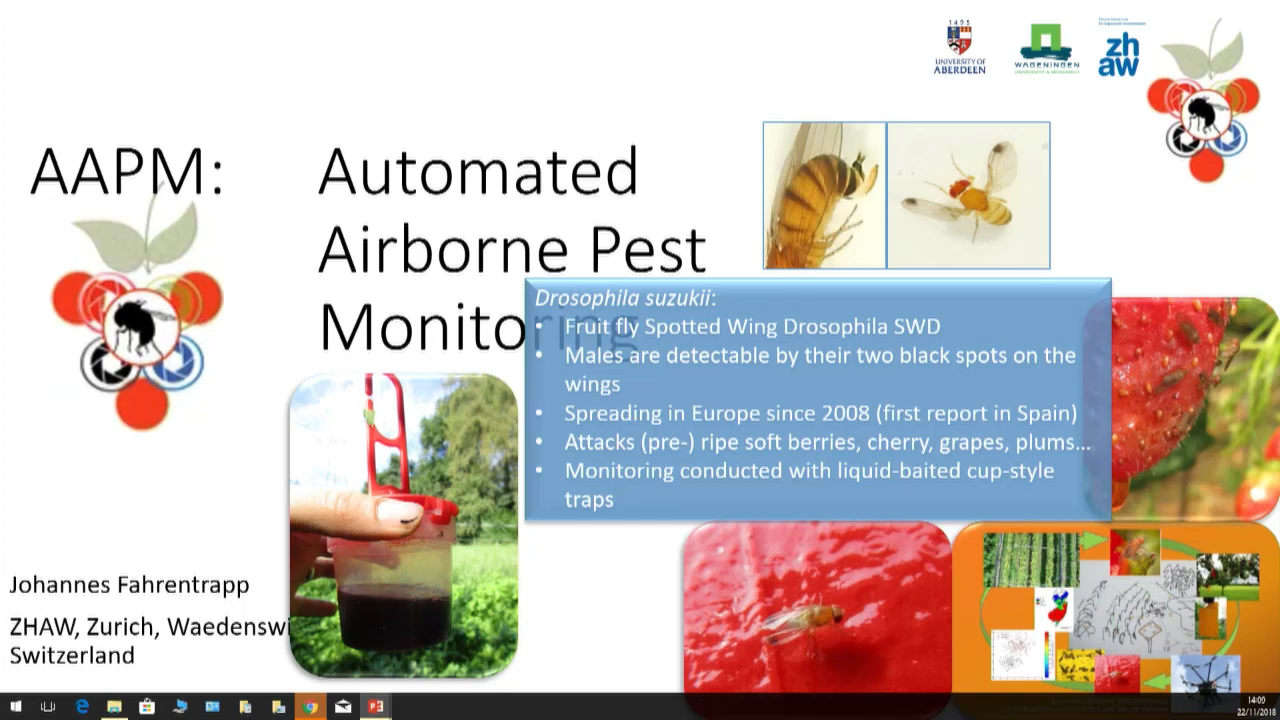 1495
UNIVERSITY OF
ABERDEEN
WAGENINGEN
zh
aw
AAPM:
Automated
Airborne Pest
Monitoring
Drosophila suzukii:
• Fruit fly Spotted Wing Drosophila SWD
• Males are detectable by their two black spots on the
wings
• Spreading in Europe since 2008 (first report in Spain)
• Attacks (pre-) ripe soft berries, cherry, grapes, plums...
• Monitoring conducted with liquid-baited cup-style
traps
Johannes Fahrentrapp
ZHAW, Zurich, Waedenswi
Switzerland
14:09
22/11/2018